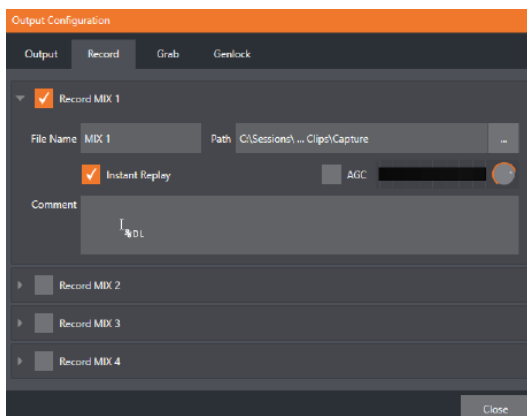 Output Configuration
Output Record Grab Genlock
Record MIX 1
File Name MIX 1 Path C:\Sessions\ ... Clips\Capture ...
Instant Replay AGC
Comment
%DL
Record MIX 2
Record MIX 3
Record MIX 4
Close